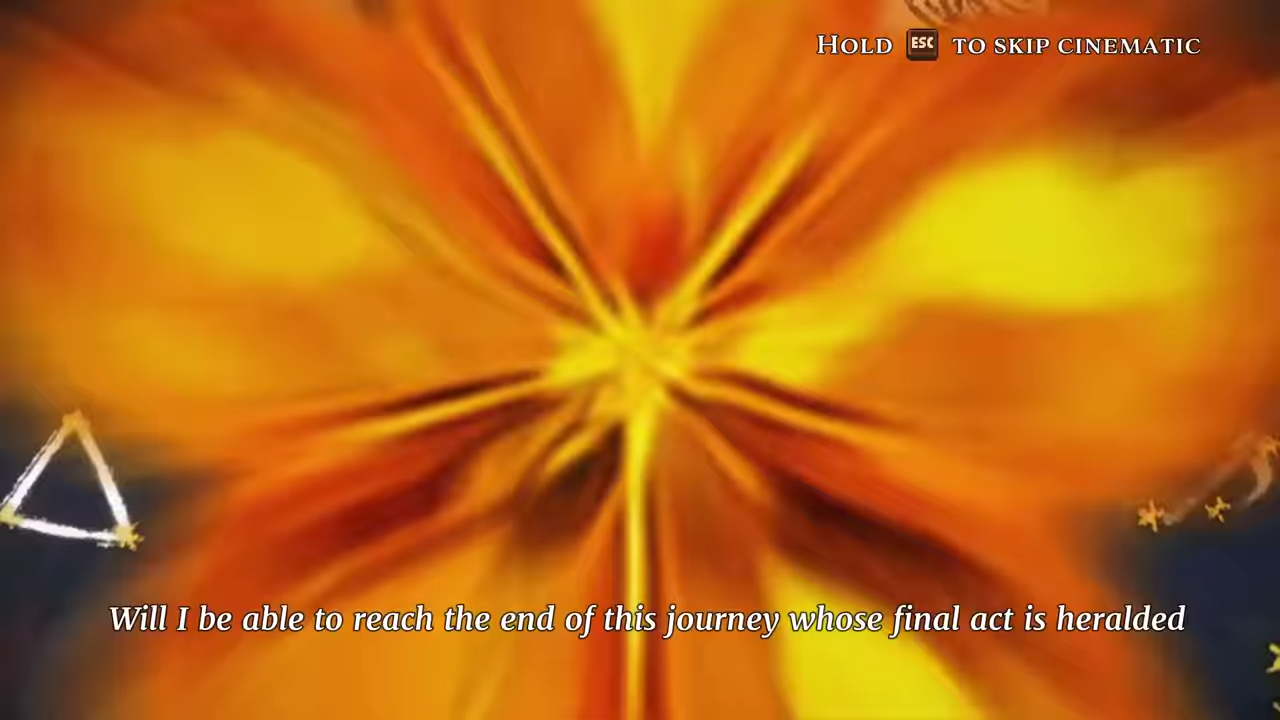 HOLD ESC TO SKIP CINEMATIC
Will I be able to reach the end of this journey whose final act is heralded